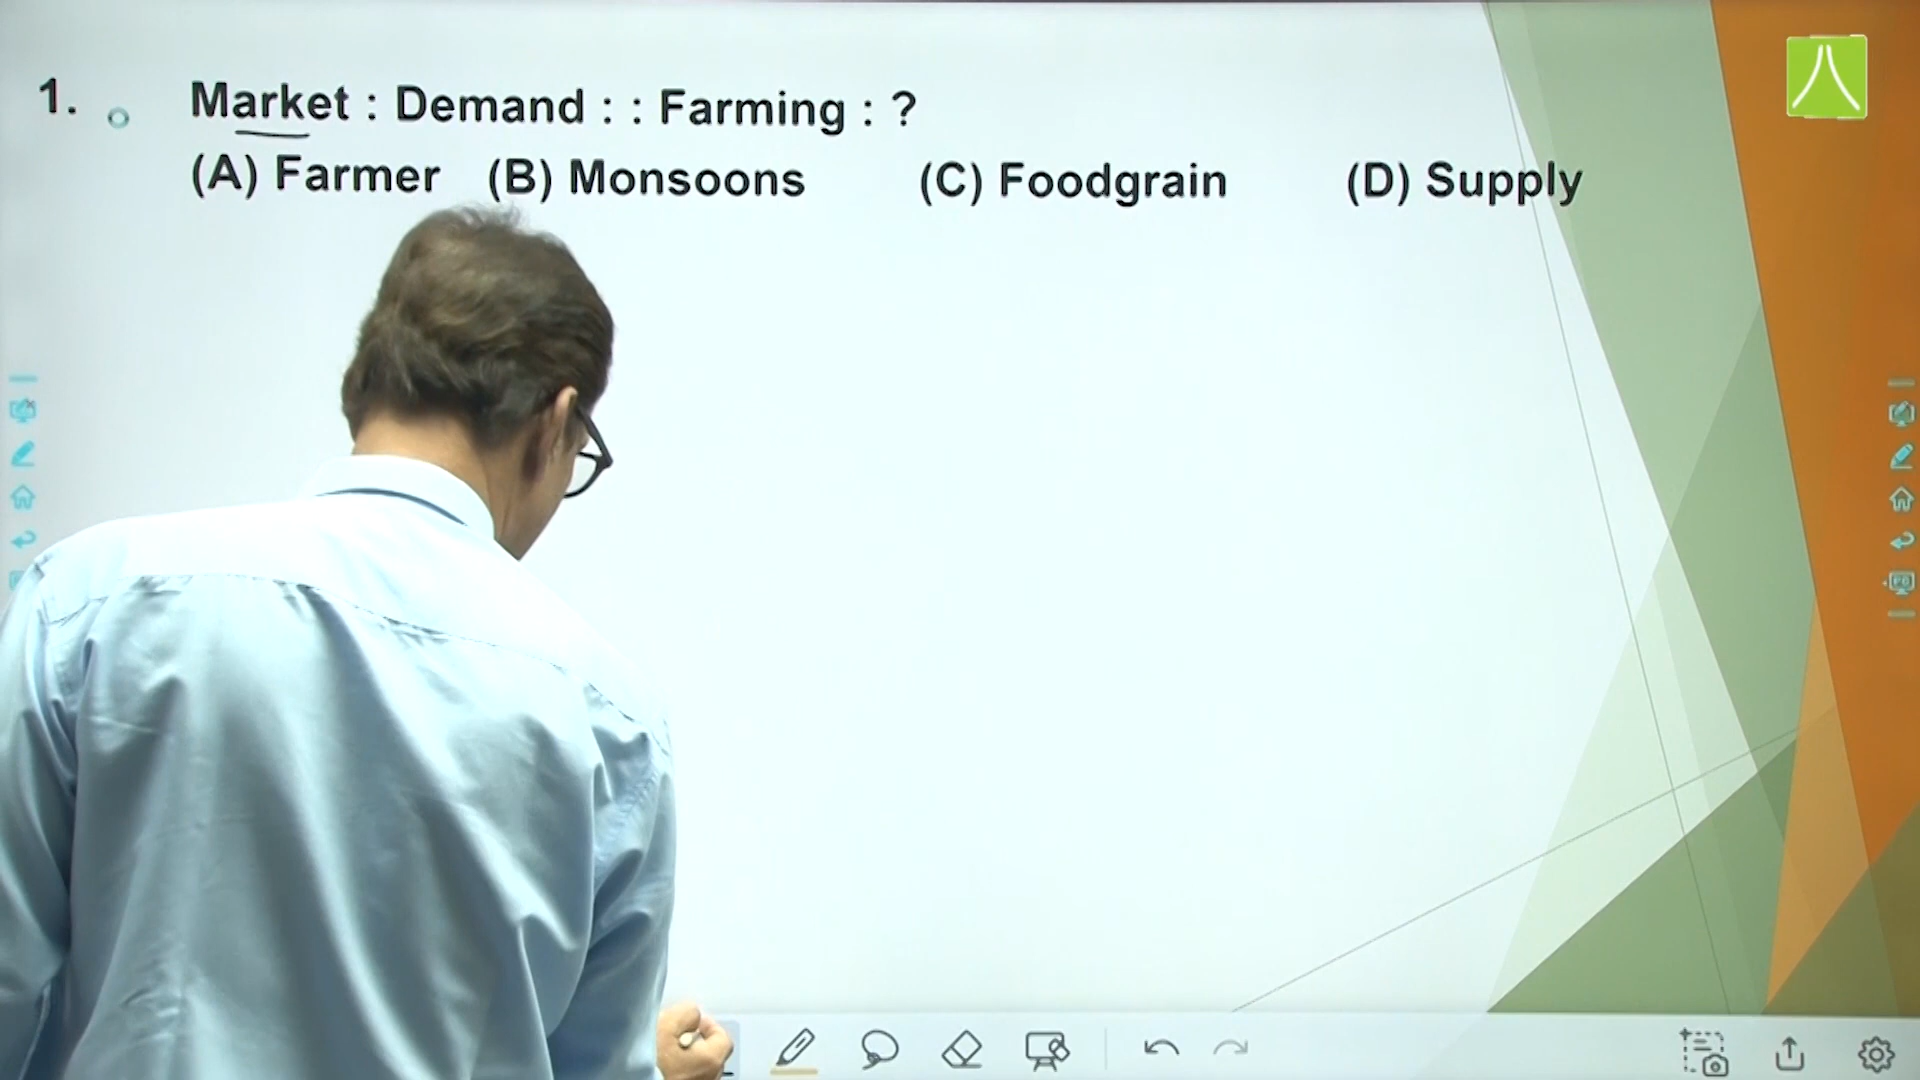 1. Market : Demand : : Farming : ?
(A) Farmer (B) Monsoons (C) Foodgrain (D) Supply